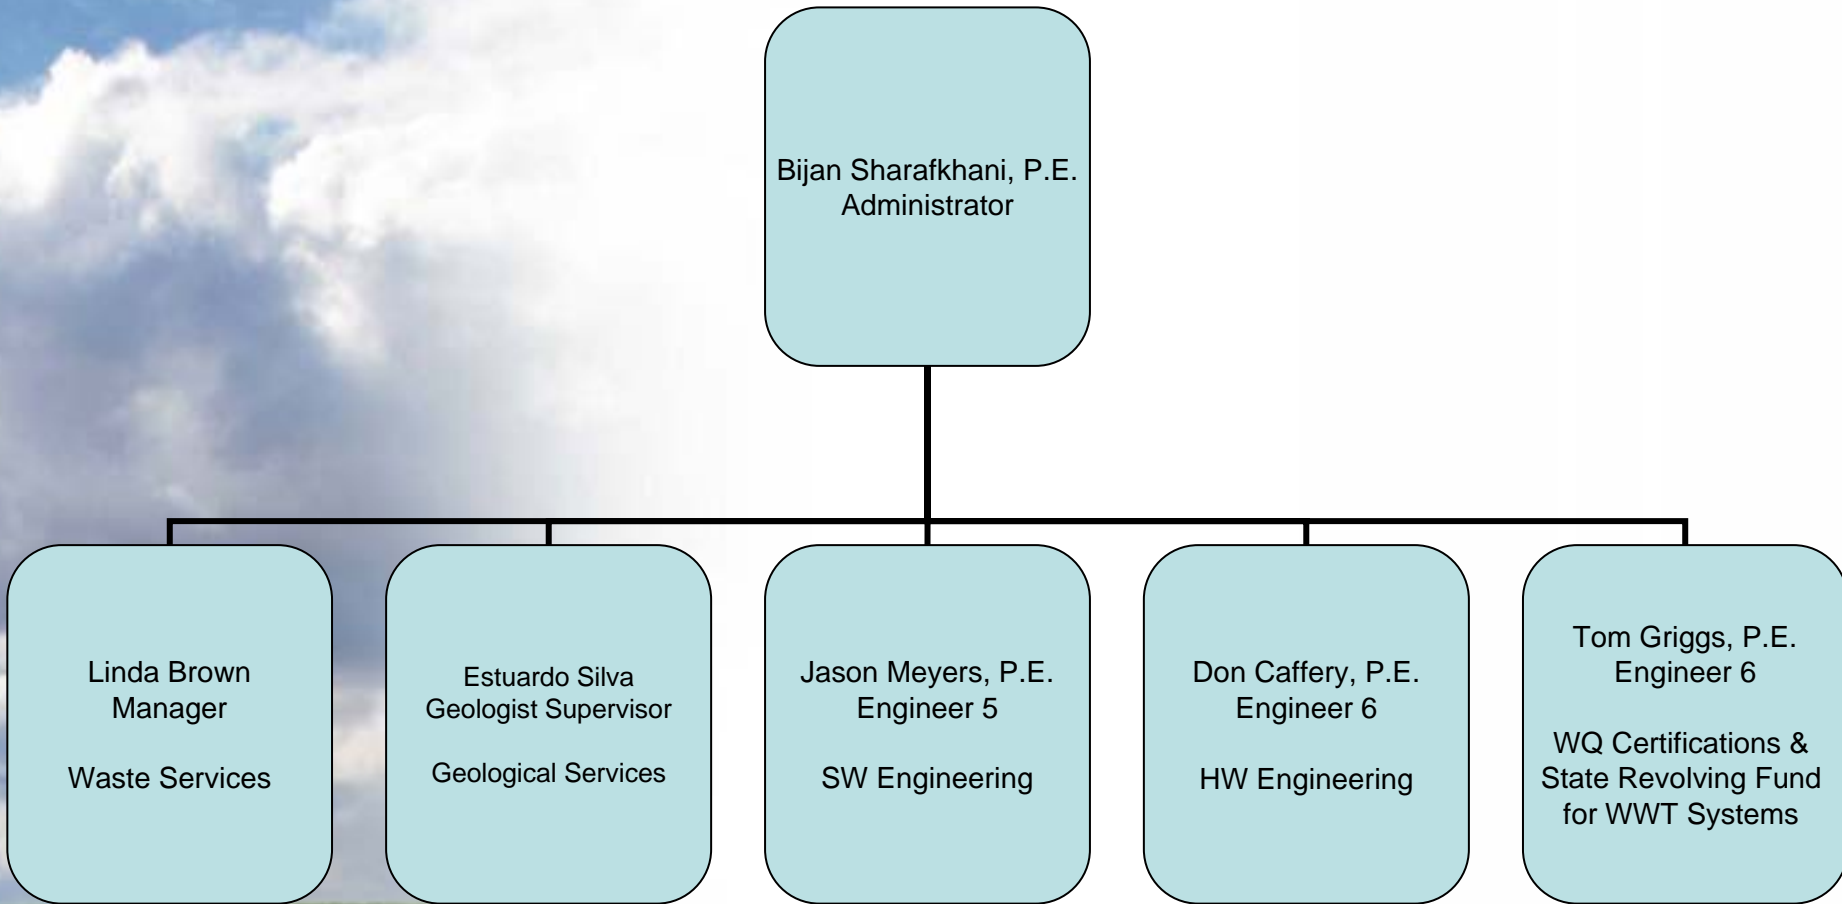 Bijan Sharafkhani, P.E.
Administrator
Linda Brown
Manager
Waste Services
Estuardo Silva
Geologist Supervisor
Geological Services
Jason Meyers, P.E.
Engineer 5
SW Engineering
Don Caffery, P.E.
Engineer 6
HW Engineering
Tom Griggs, P.E.
Engineer 6
WQ Certifications &
State Revolving Fund
for WWT Systems